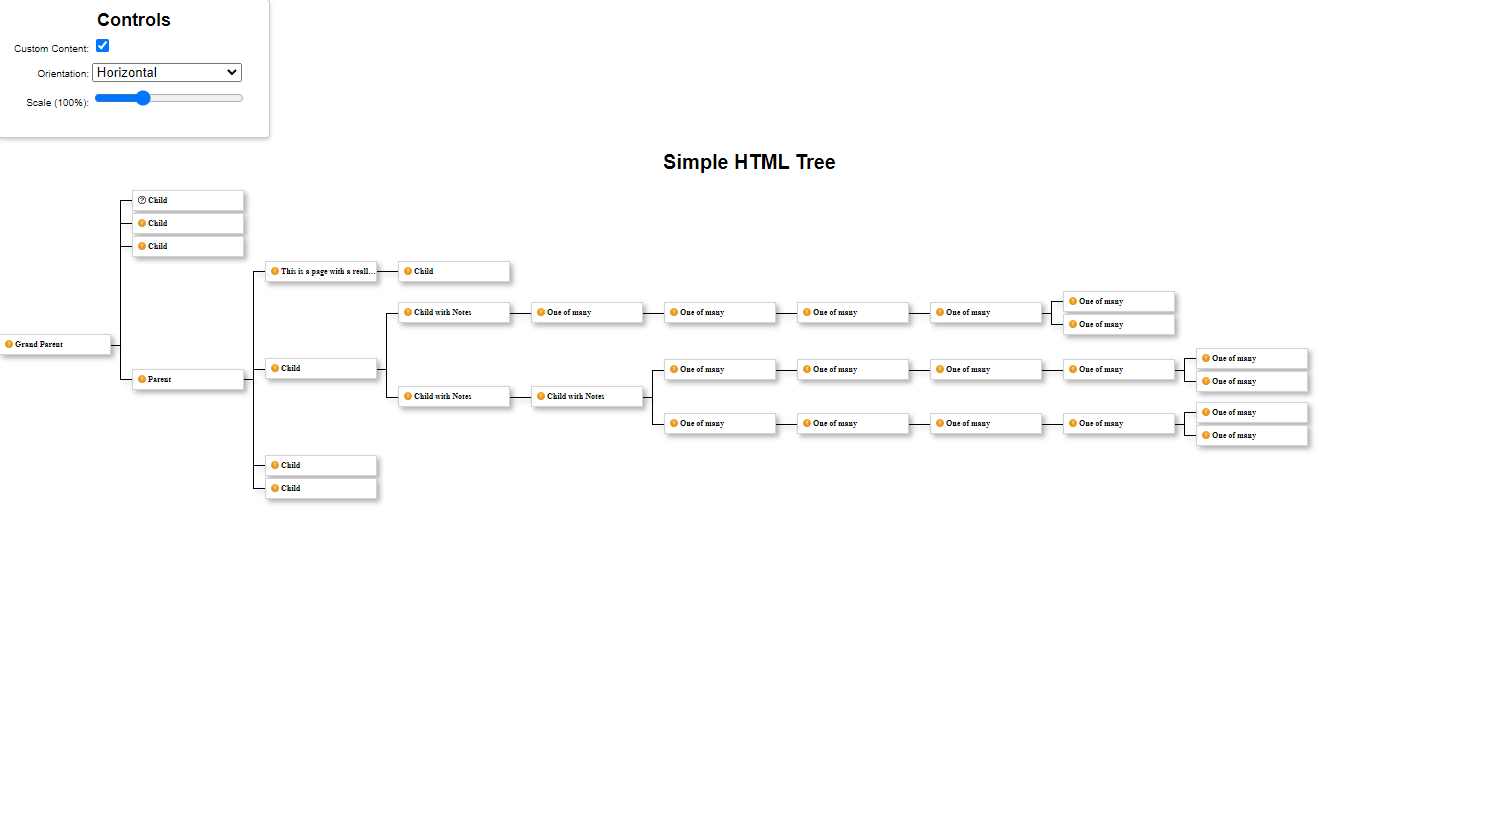 Controls
Custom Content:
Orientation: Horizontal
Scale (100%):
Simple HTML Tree
Child
Child
Child
This is a page with a reall... Child
One of many
Child with Notes One of many One of many One of many One of many
One of many
Grand Parent
One of many
Child One of many One of many One of many One of many
Parent One of many
Child with Notes Child with Notes
One of many
One of many One of many One of many One of many
One of many
Child
Child